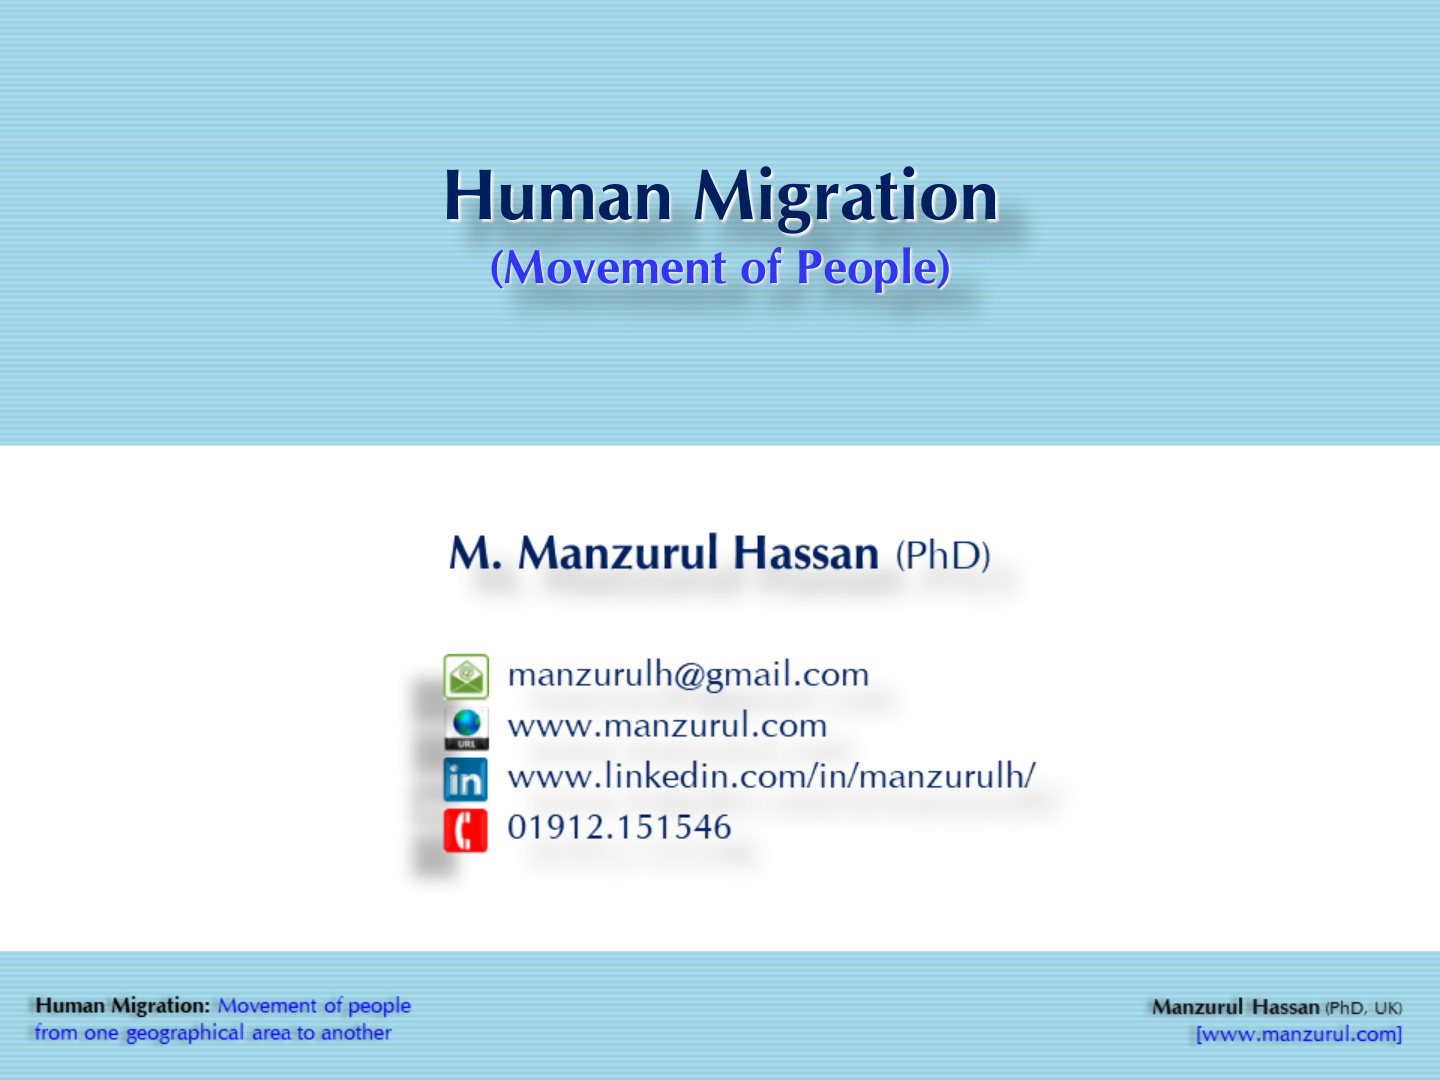 Human Migration
(Movement of People)
M. Manzurul Hassan (PhD)
manzurulh@gmail.com
URL
www.manzurul.com
in
www.linkedin.com/in/manzurulh/
01912.151546
Human Migration: Movement of people
from one geographical area to another
Manzurul Hassan (PhD, UK)
[www.manzurul.com]